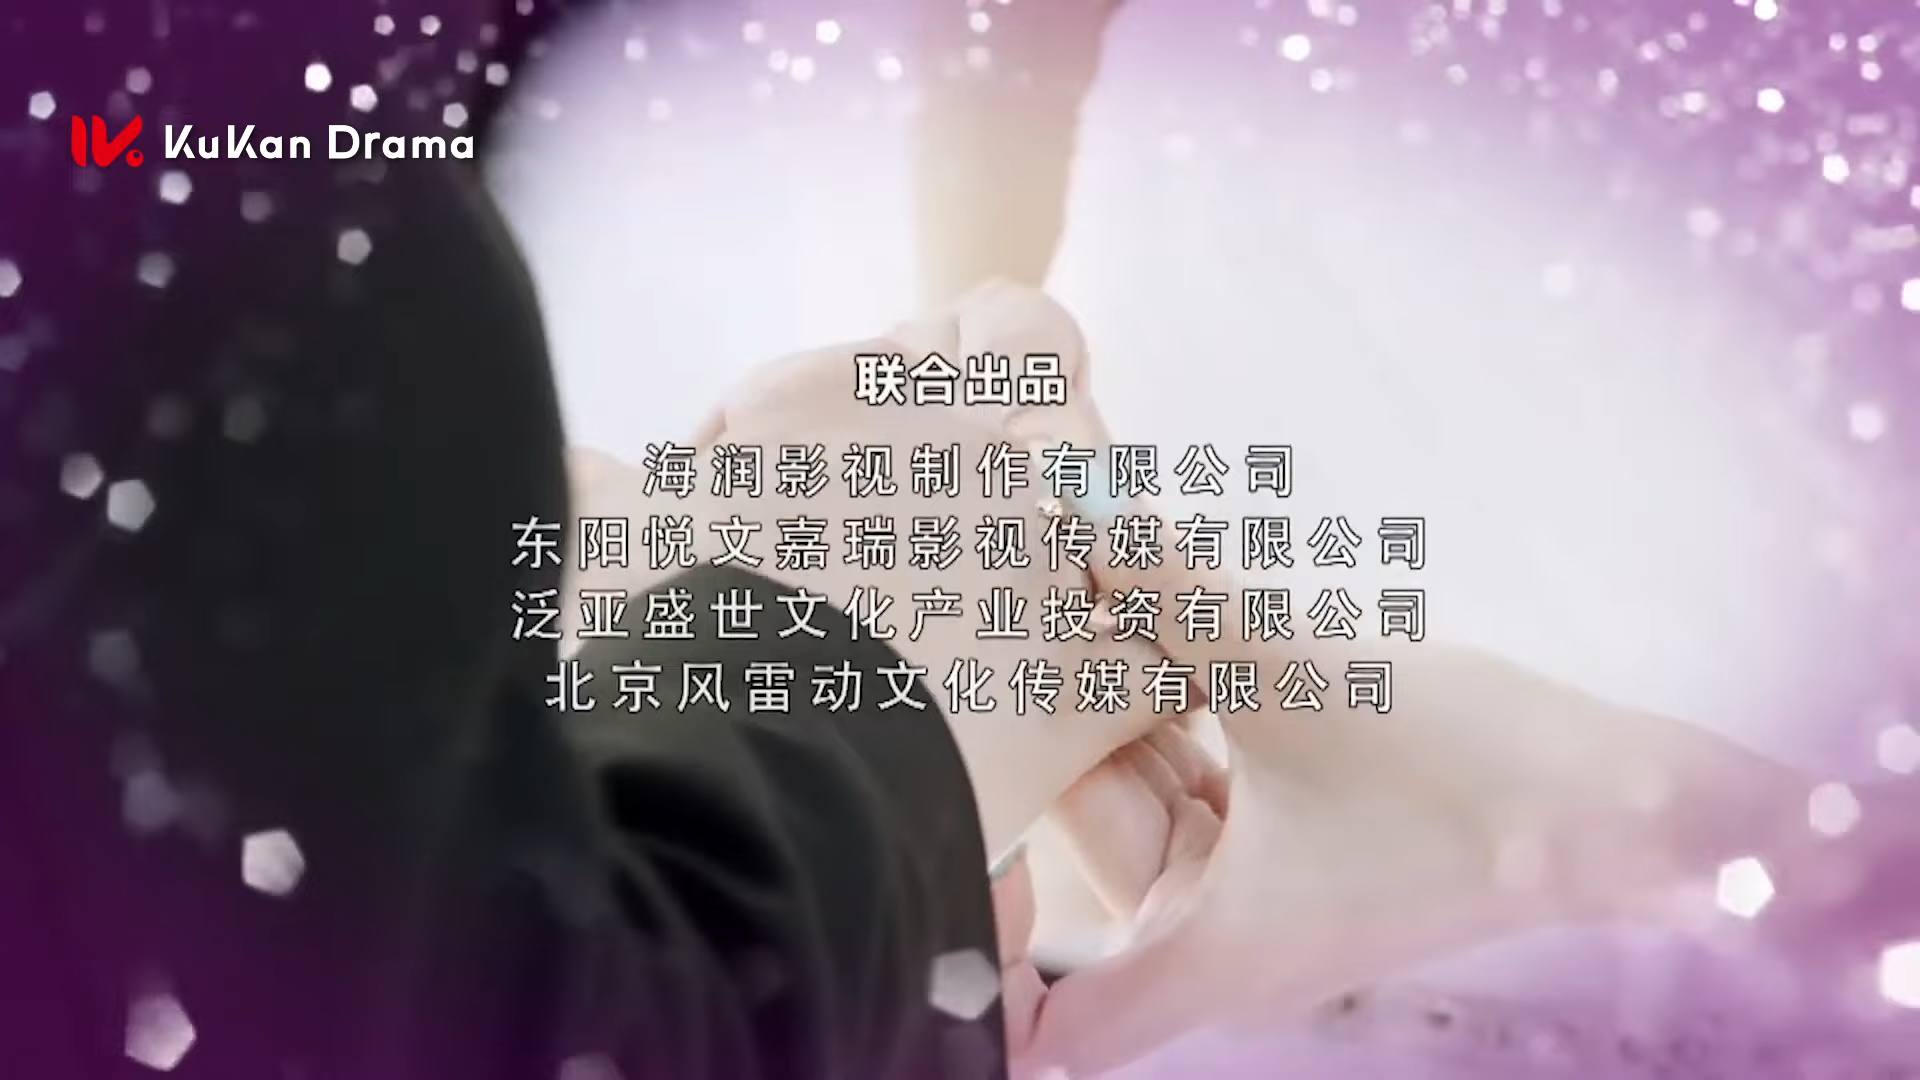 KuKan Drama
联合出品
海润影视制作有限公司
东阳悦文嘉瑞影视传媒有限公司
泛亚盛世文化产业投资有限公司
北京风雷动文化传媒有限公司